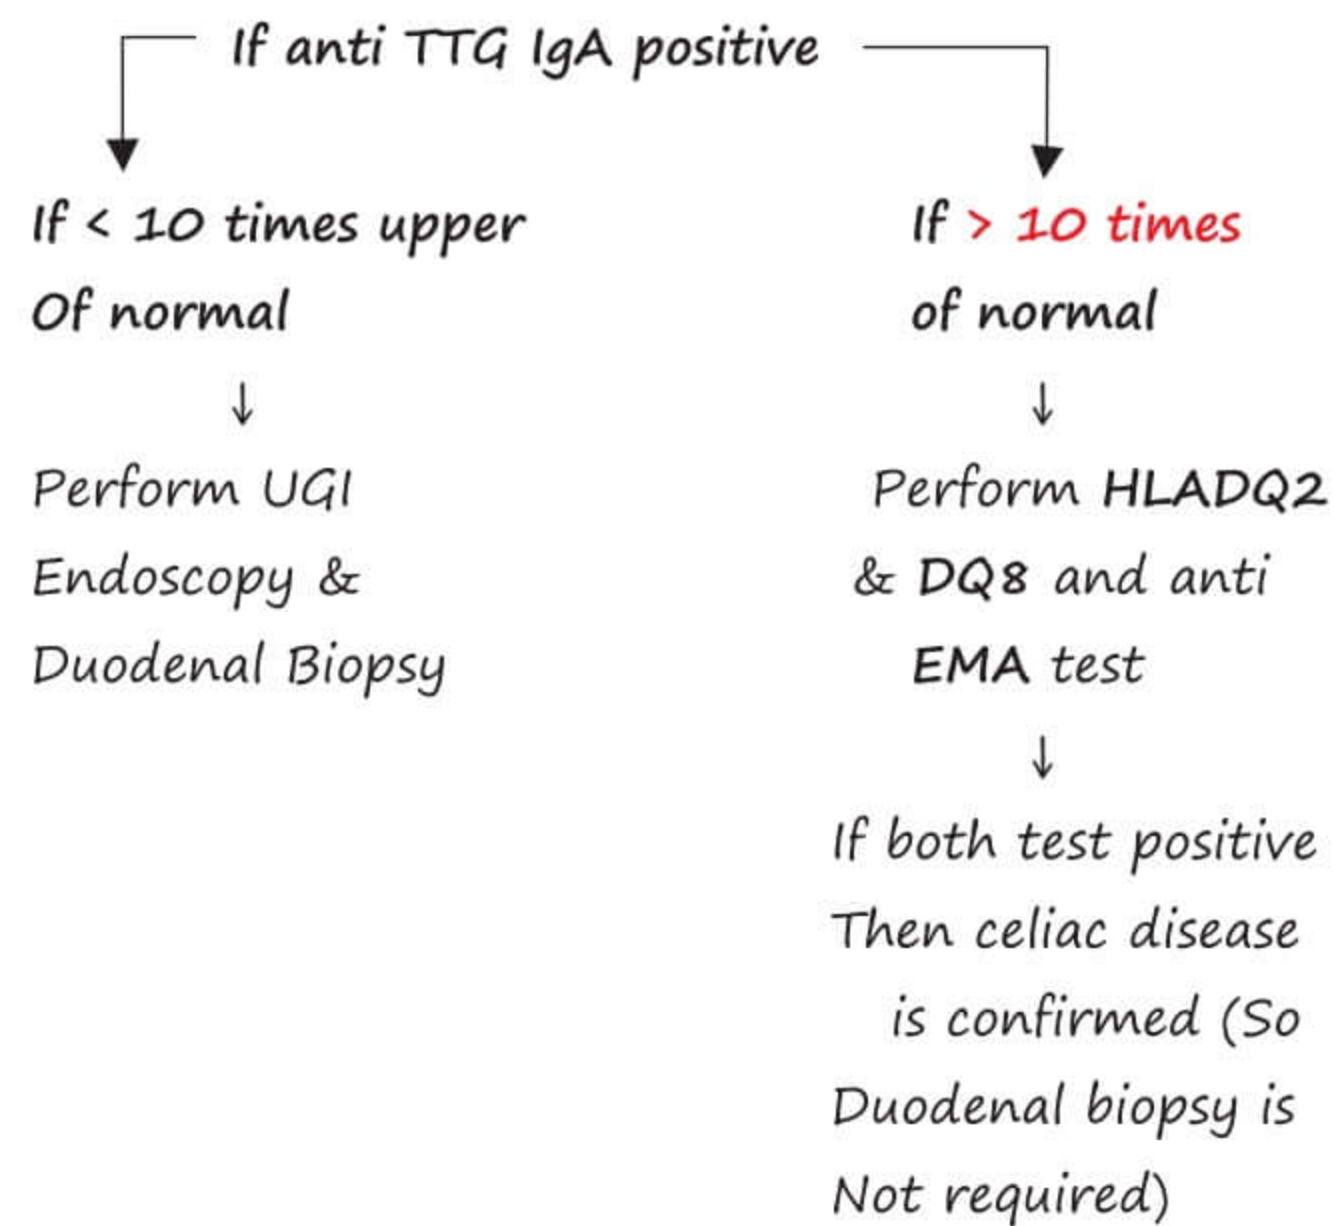 If anti TTG IgA positive
If < 10 times upper
Of normal
↓
Perform UGI
Endoscopy &
Duodenal Biopsy
If > 10 times
of normal
↓
Perform HLADQ2
& DQ8 and anti
EMA test
↓
If both test positive
Then celiac disease
is confirmed (So
Duodenal biopsy is
Not required)